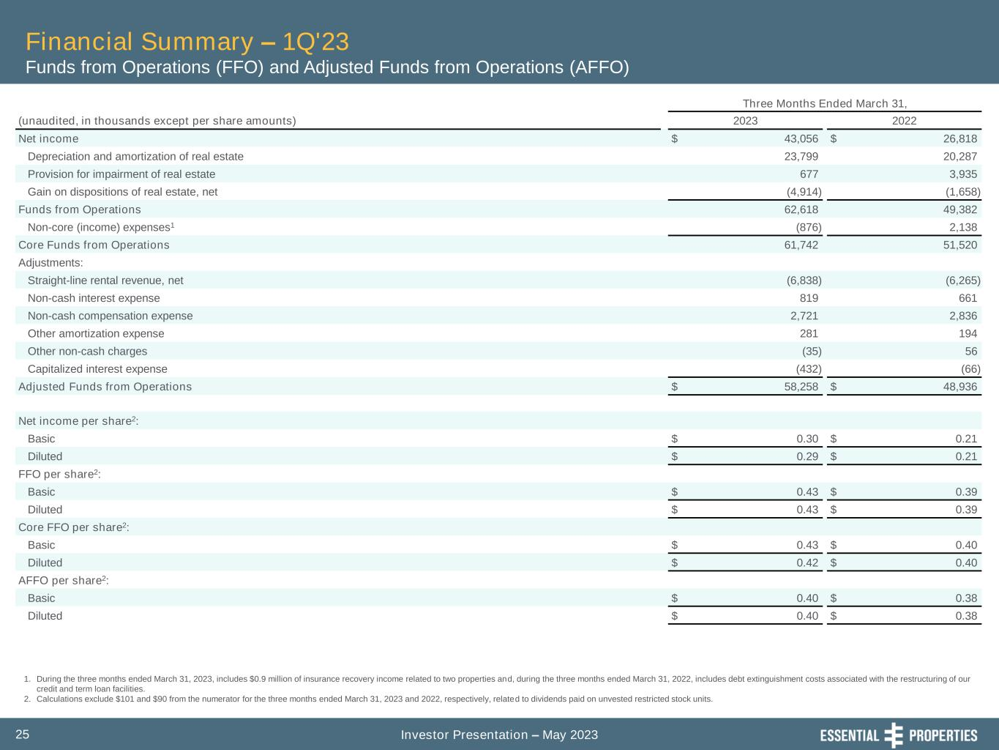 Financial Summary – 1Q'23
Funds from Operations (FFO) and Adjusted Funds from Operations (AFFO)
Three Months Ended March 31,
(unaudited, in thousands except per share amounts) 2023 2022
Net income $ 43,056 $ 26,818
Depreciation and amortization of real estate 23,799 20,287
Provision for impairment of real estate 677 3,935
Gain on dispositions of real estate, net (4,914) (1,658)
Funds from Operations 62,618 49,382
Non-core (income) expenses1 (876) 2,138
Core Funds from Operations 61,742 51,520
Adjustments:
Straight-line rental revenue, net (6,838) (6,265)
Non-cash interest expense 819 661
Non-cash compensation expense 2,721 2,836
Other amortization expense 281 194
Other non-cash charges (35) 56
Capitalized interest expense (432) (66)
Adjusted Funds from Operations $ 58,258 $ 48,936
Net income per share2:
Basic $ 0.30 $ 0.21
Diluted $ 0.29 $ 0.21
FFO per share2:
Basic $ 0.43 $ 0.39
Diluted $ 0.43 $ 0.39
Core FFO per share2:
Basic $ 0.43 $ 0.40
Diluted $ 0.42 $ 0.40
AFFO per share2:
Basic $ 0.40 $ 0.38
Diluted $ 0.40 $ 0.38
1. During the three months ended March 31, 2023, includes $0.9 million of insurance recovery income related to two properties and, during the three months ended March 31, 2022, includes debt extinguishment costs associated with the restructuring of our
credit and term loan facilities.
2. Calculations exclude $101 and $90 from the numerator for the three months ended March 31, 2023 and 2022, respectively, related to dividends paid on unvested restricted stock units.
25 Investor Presentation – May 2023 ESSENTIAL PROPERTIES